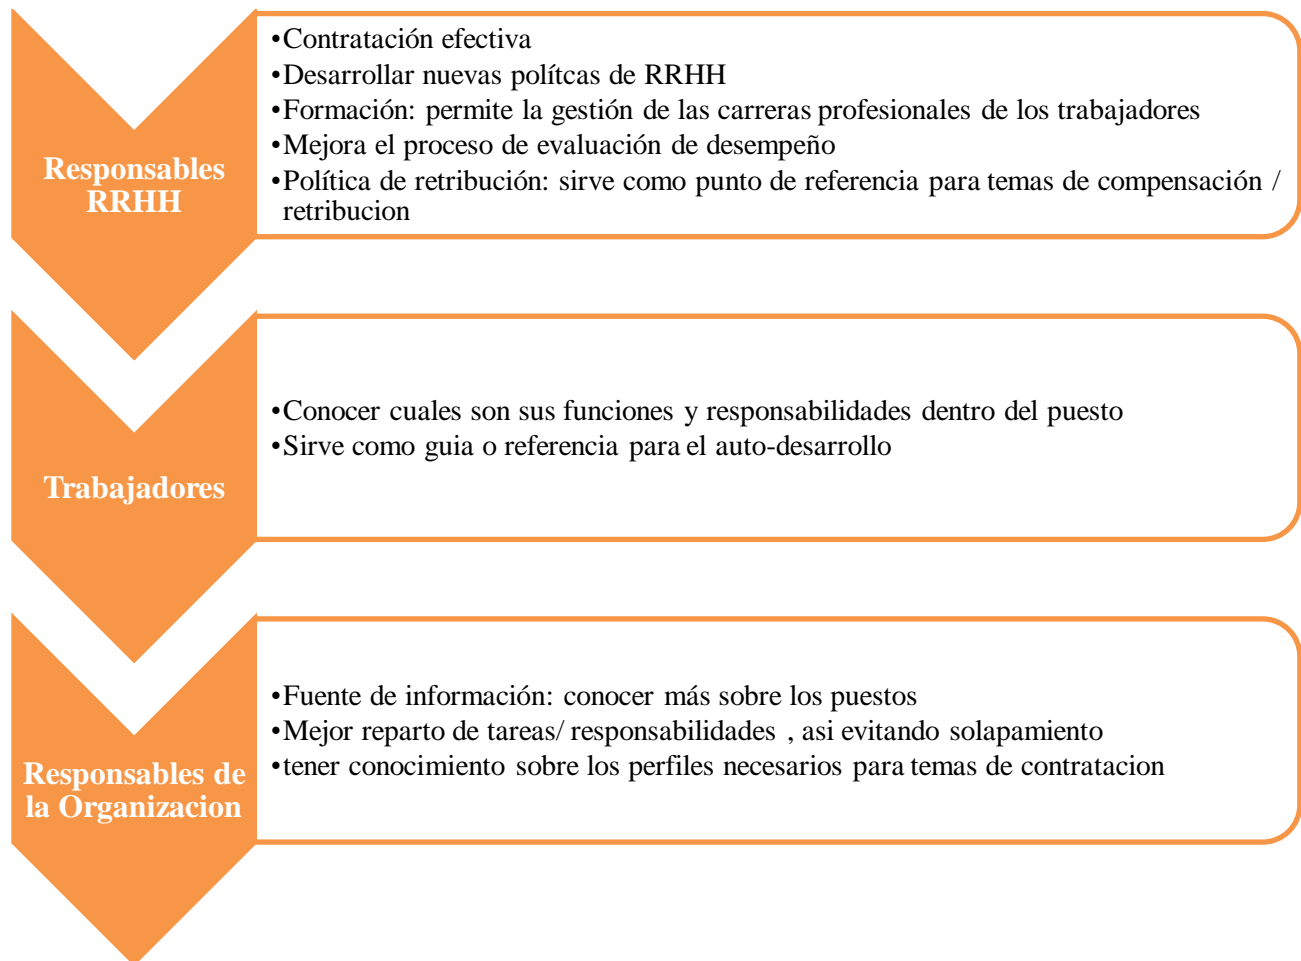 Responsables
RRHH
•Contratación efectiva
•Desarrollar nuevas polítcas de RRHH
•Formación: permite la gestión de las carreras profesionales de los trabajadores
•Mejora el proceso de evaluación de desempeño
•Política de retribución: sirve como punto de referencia para temas de compensación /
retribucion
Trabajadores
•Conocer cuales son sus funciones y responsabilidades dentro del puesto
•Sirve como guia o referencia para el auto-desarrollo
Responsables de
la Organizacion
•Fuente de información: conocer más sobre los puestos
•Mejor reparto de tareas/ responsabilidades , asi evitando solapamiento
•tener conocimiento sobre los perfiles necesarios para temas de contratacion